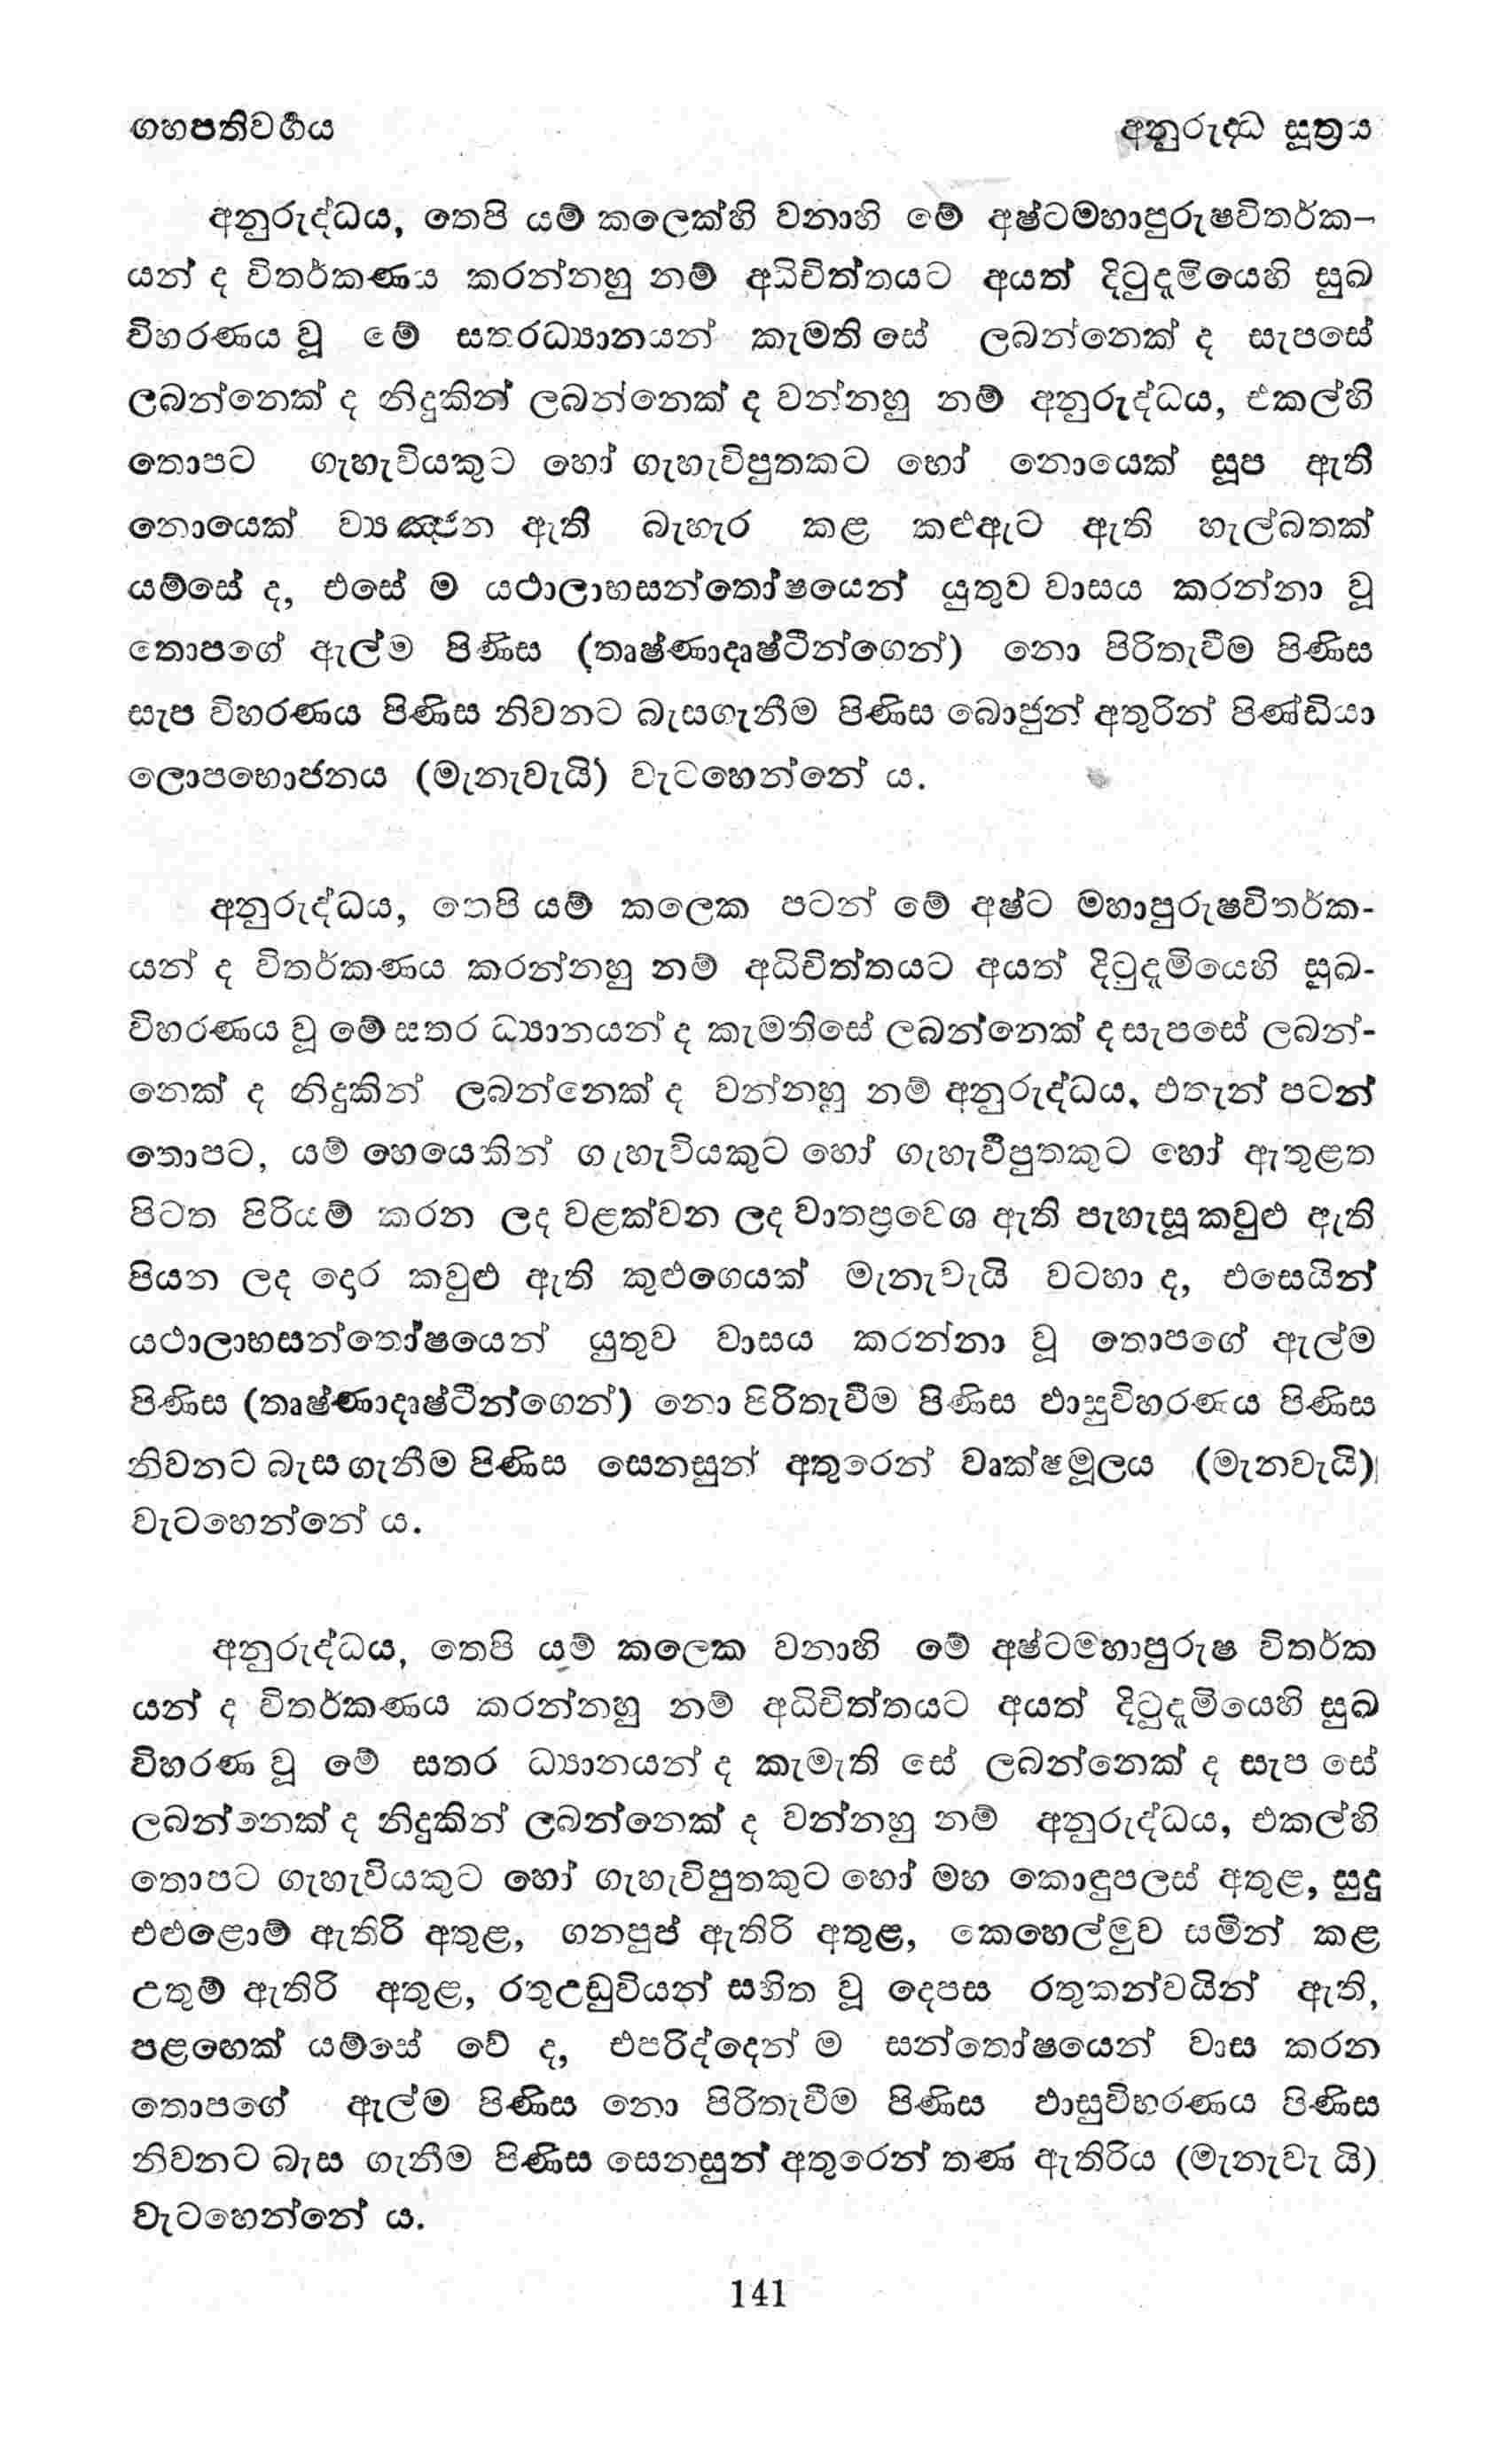 ගහපතිවර්‍ගය අනුරුද්‍ධ සූත්‍රය
අනුරුද්ධය, තෙපි යම් කලෙක්හි වනාහි මේ අෂ්ටමහාපුරුෂවිතර්ක-
යන් ද විතර්කණය කරන්නහු නම් අධිචිත්තයට අයත් දිටුදැමියෙහි සුඛ
විහරණය වූ මේ සතරධ්‍යානයන් කැමති සේ ලබන්නෙක් ද සැපසේ
ලබන්නෙක් ද නිදුකින් ලබන්නෙක් ද වන්නහු නම් අනුරුද්ධය, එකල්හි
තොපට ගැහැවියකුට හෝ ගැහැවිපුතකට හෝ නොයෙක් සූප ඇති
නොයෙක් ව්‍යඤ්ජන ඇති බැහැර කළ කළුඇට ඇති හැල්බතක්
යම්සේ ද, එසේ ම යථාලාභසන්තෝෂයෙන් යුතුව වාසය කරන්නා වූ
තොපගේ ඇල්ම පිණිස (තෘෂ්ණාදෘෂ්ටීන්ගෙන්) නො පිරිතැවීම පිණිස
සැප විහරණය පිණිස නිවනට බැසගැනීම පිණිස බොජුන් අතුරින් පිණ්ඩියා
ලොපභොජනය (මැනැවැයි) වැටහෙන්නේ ය.
අනුරුද්ධය, තෙපි යම් කලෙක පටන් මේ අෂ්ට මහාපුරුෂවිතර්ක-
යන් ද විතර්කණය කරන්නහු නම් අධිචිත්තයට අයත් දිටුදැමියෙහි සුඛ-
විහරණය වූ මේ සතර ධ්‍යානයන් ද කැමතිසේ ලබන්නෙක් ද සැපසේ ලබන්-
නෙක් ද නිදුකින් ලබන්නෙක් ද වන්නහු නම් අනුරුද්ධය, එතැන් පටන්
තොපට, යම් හෙයෙකින් ගැහැවියකුට හෝ ගැහැවිපුතකුට හෝ ඇතුළත
පිටත පිරියම් කරන ලද වළක්වන ලද වාතප්‍රවේශ ඇති පැහැසූ කවුළු ඇති
පියන ලද දොර කවුළු ඇති කුළුගෙයක් මැනැවැයි වටහා ද, එසෙයින්
යථාලාභසන්තෝෂයෙන් යුතුව වාසය කරන්නා වූ තොපගේ ඇල්ම
පිණිස (තෘෂ්ණාදෘෂ්ටීන්ගෙන්) නො පිරිතැවීම පිණිස ඵාසුවිහරණය පිණිස
නිවනට බැස ගැනීම පිණිස සෙනසුන් අතුරෙන් වෘක්ෂමූලය (මැනවැයි)
වැටහෙන්නේ ය.
අනුරුද්ධය, තෙපි යම් කලෙක වනාහි මේ අෂ්ටමහාපුරුෂ විතර්ක
යන් ද විතර්කණය කරන්නහු නම් අධිචිත්තයට අයත් දිටුදැමියෙහි සුඛ
විහරණ වූ මේ සතර ධ්‍යානයන් ද කැමැති සේ ලබන්නෙක් ද සැප සේ
ලබන්නෙක් ද නිදුකින් ලබන්නෙක් ද වන්නහු නම් අනුරුද්ධය, එකල්හි
තොපට ගැහැවියකුට හෝ ගැහැවිපුතකුට හෝ මහ කොඳුපලස් අතුළ, සුදු
එළුළොම් ඇතිරි අතුළ, ගනපුප් ඇතිරි අතුළ, කෙහෙල්මුව සමින් කළ
උතුම් ඇතිරි අතුළ, රතුඋඩුවියන් සහිත වූ දෙපස රතුකන්වයින් ඇති,
පළඟෙක් යම්සේ වේ ද, එපරිද්දෙන් ම සන්තෝෂයෙන් වාස කරන
තොපගේ ඇල්ම පිණිස නො පිරිතැවීම පිණිස ඵාසුවිහරණය පිණිස
නිවනට බැස ගැනීම පිණිස සෙනසුන් අතුරෙන් තණ ඇතිරිය (මැනැවැ යි)
වැටහෙන්නේ ය.
141